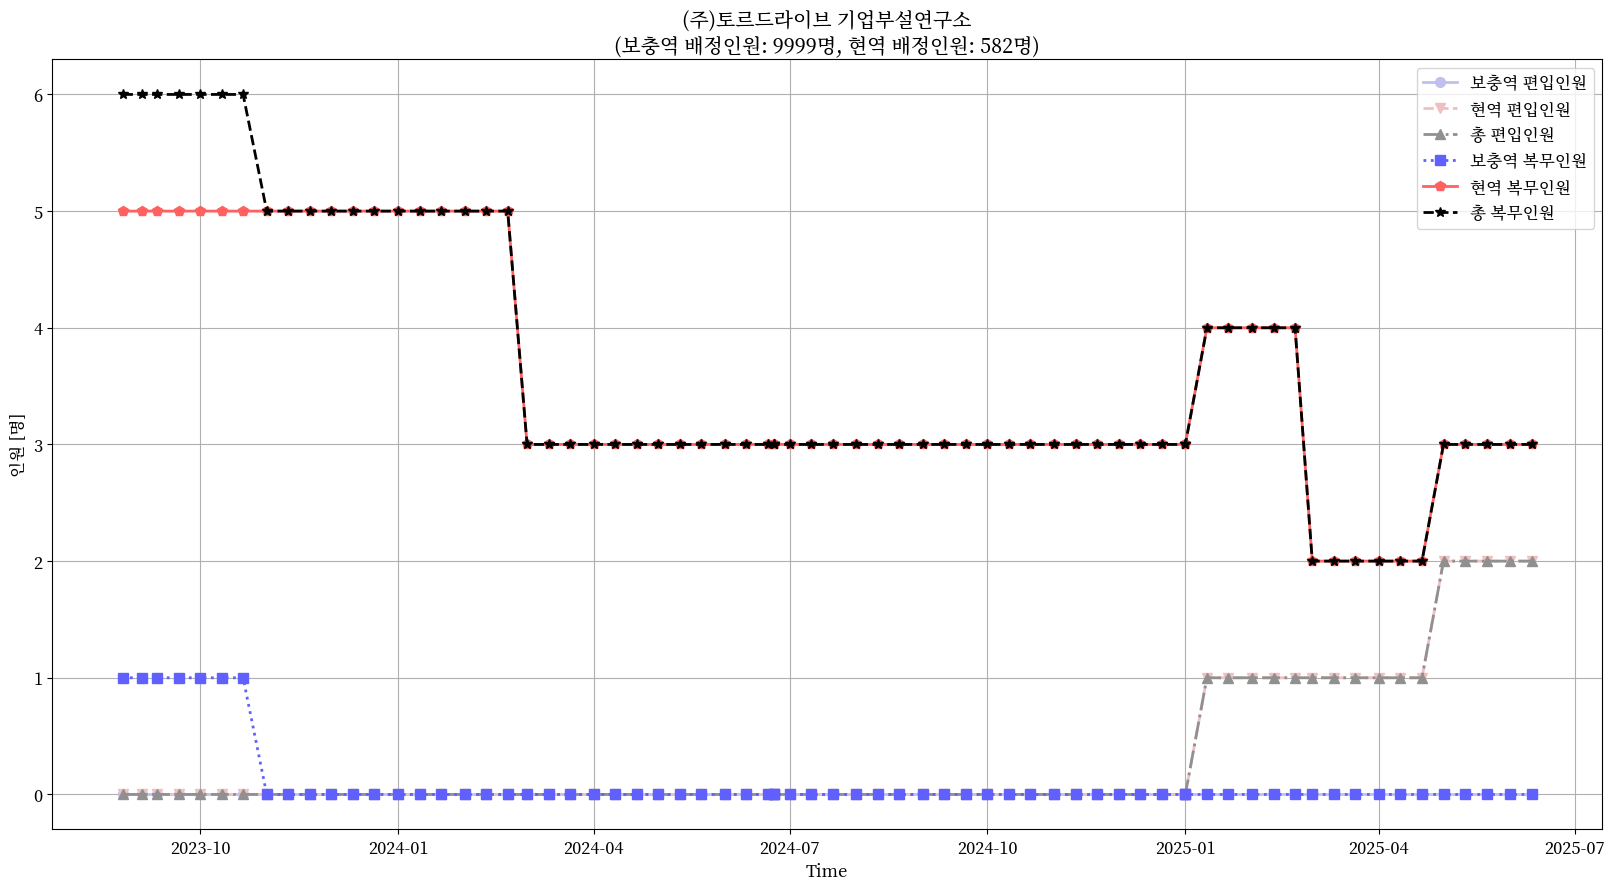 (주)토르드라이브 기업부설연구소
(보충역 배정인원: 9999명, 현역 배정인원: 582명)
보충역 편입인원
현역 편입인원
총 편입인원
보충역 복무인원
현역 복무인원
총 복무인원
인원 [명]
6
5
4
3
2
1
0
2023-10
2024-01
2024-04
2024-07
2024-10
2025-01
2025-04
2025-07
Time